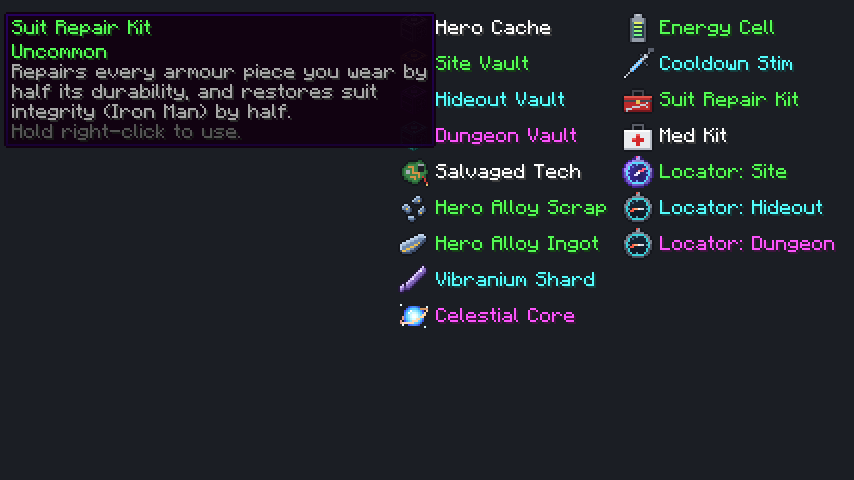 Suit Repair Kit
Uncommon
Repairs every armour piece you wear by
half its durability, and restores suit
integrity (Iron Man) by half.
Hold right-click to use.
Hero Cache
Site Vault
Hideout Vault
Dungeon Vault
Salvaged Tech
Hero Alloy Scrap
Hero Alloy Ingot
Vibranium Shard
Celestial Core
Energy Cell
Cooldown Stim
Suit Repair Kit
Med Kit
Locator: Site
Locator: Hideout
Locator: Dungeon